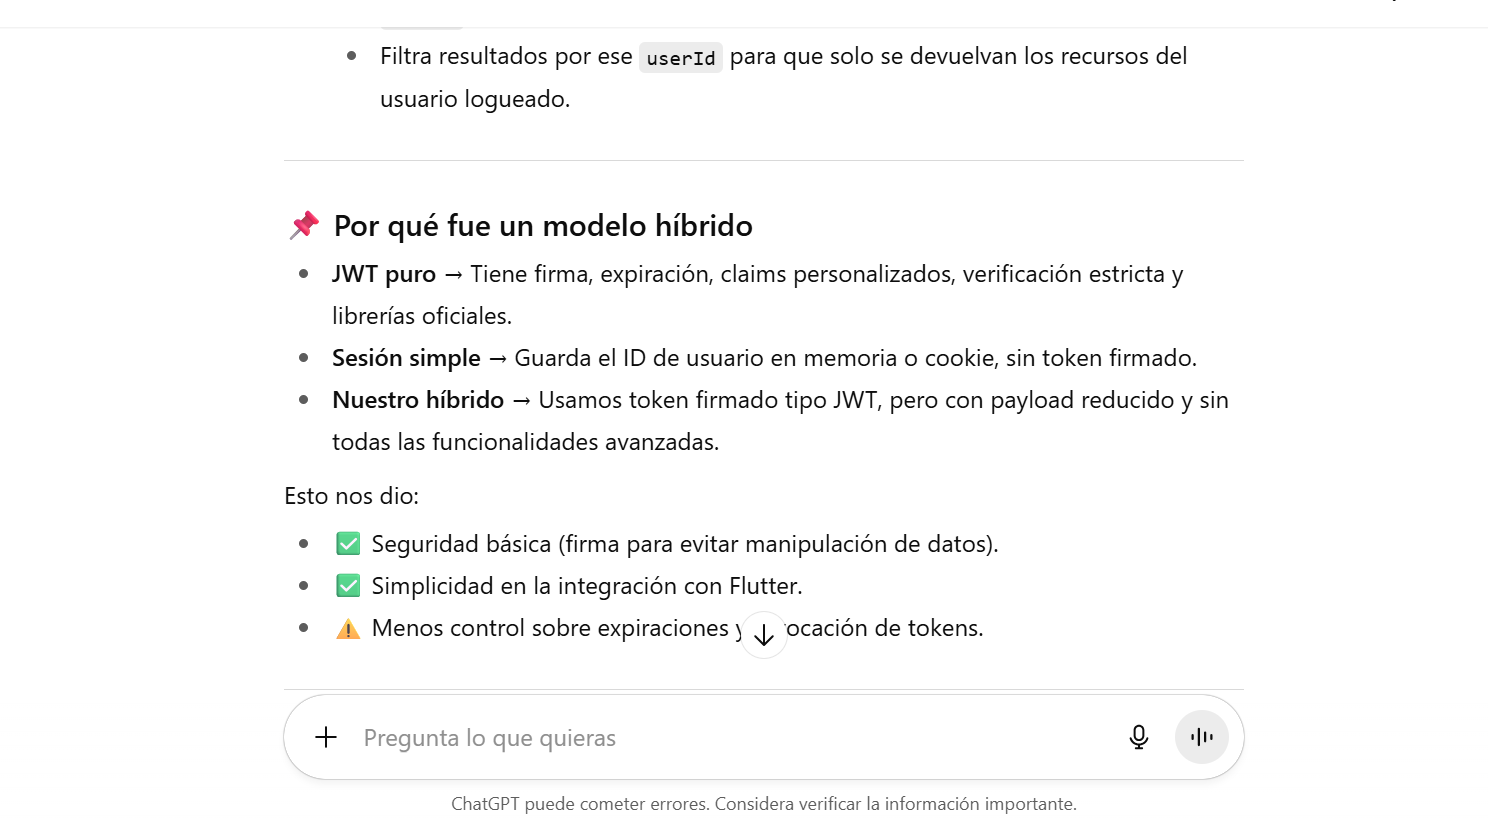 Filtra resultados por ese userId para que solo se devuelvan los recursos del
usuario logueado.
Por qué fue un modelo híbrido
JWT puro → Tiene firma, expiración, claims personalizados, verificación estricta y
librerías oficiales.
Sesión simple → Guarda el ID de usuario en memoria o cookie, sin token firmado.
Nuestro híbrido → Usamos token firmado tipo JWT, pero con payload reducido y sin
todas las funcionalidades avanzadas.
Esto nos dio:
Seguridad básica (firma para evitar manipulación de datos).
Simplicidad en la integración con Flutter.
Menos control sobre expiraciones y de tokens.
Pregunta lo que quieras
ChatGPT puede cometer errores. Considera verificar la información importante.